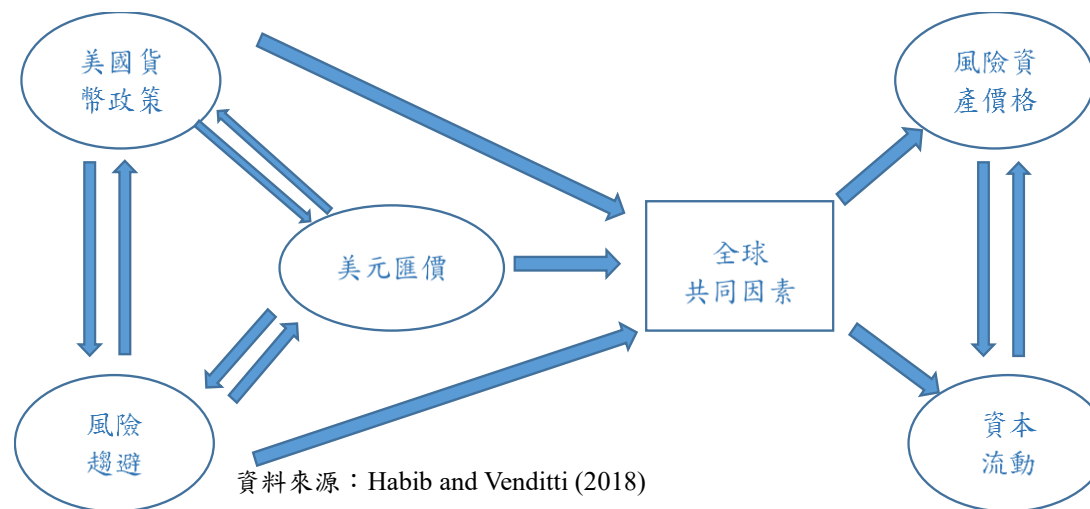 美國貨
幣政策
風險資
產價格
美元匯價
全球
共同因素
風險
趨避
資本
流動
資料來源：Habib and Venditti (2018)